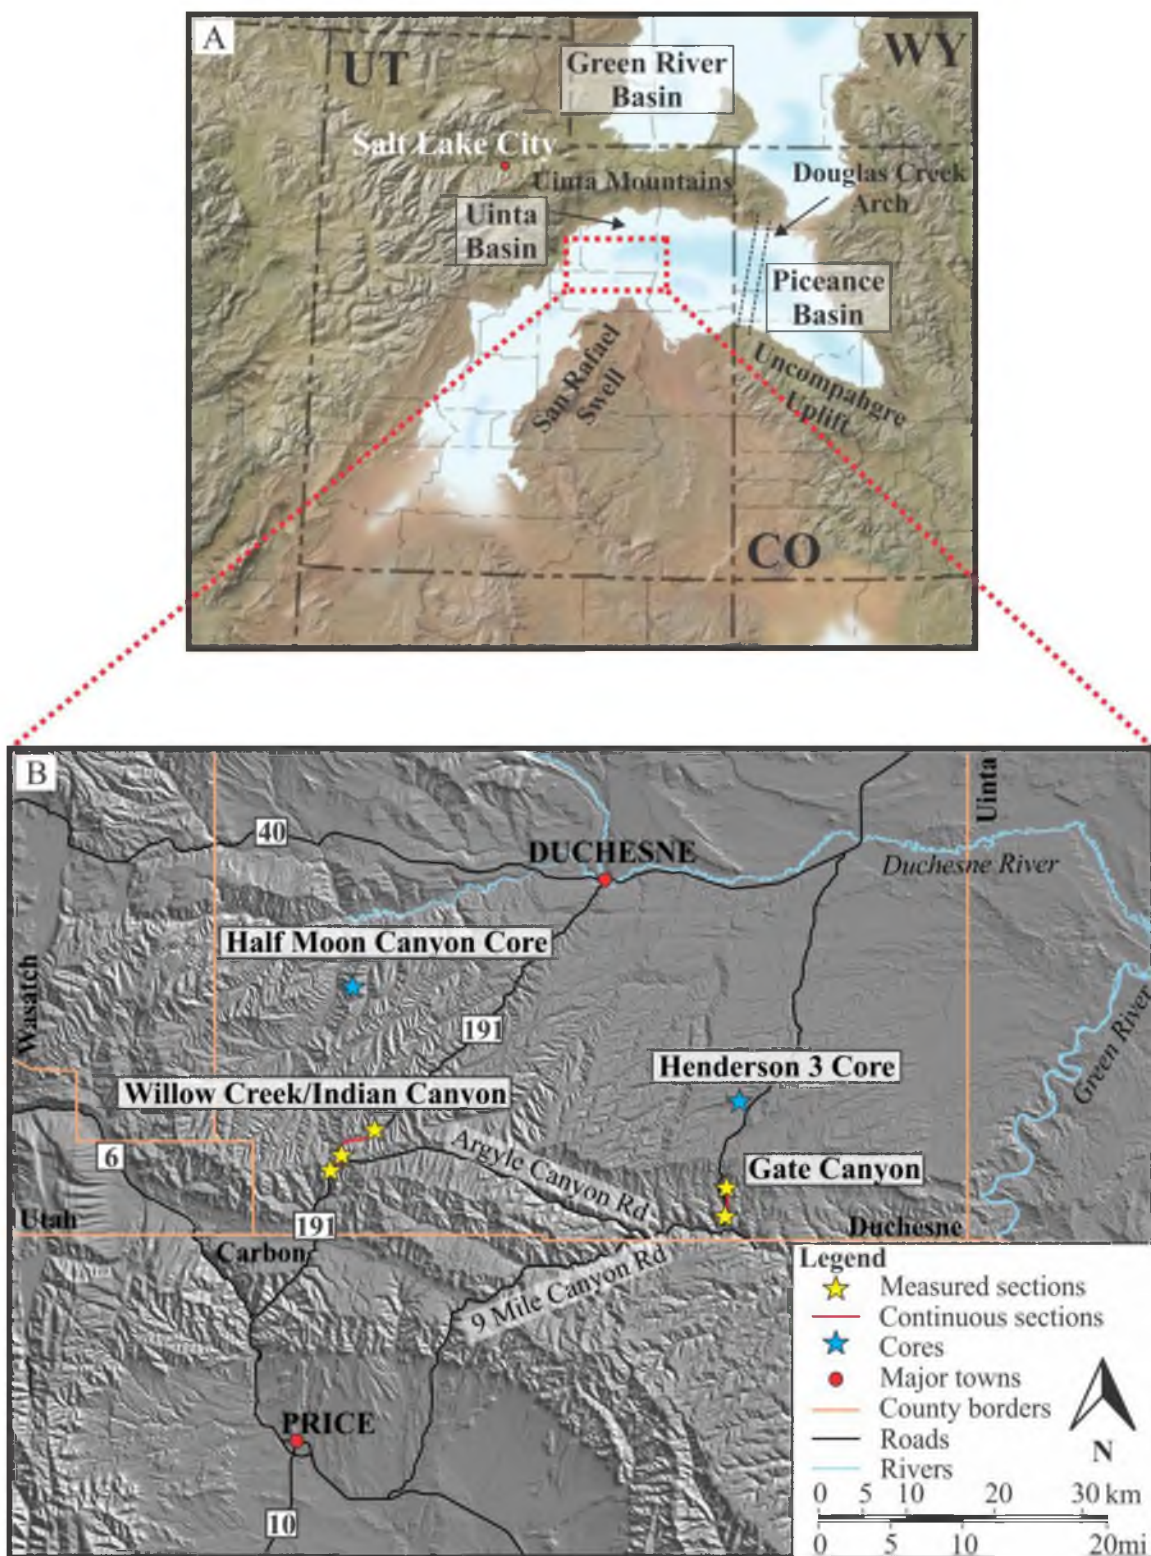 A
UT
WY
Green River
Basin
Salt Lake City
Uinta Mountains
Douglas Creek
Arch
Uinta
Basin
Piceance
Basin
San Rafael
Swell
Uncompahgre
Uplift
CO
B
Uinta
40
DUCHESNE
Duchesne River
Half Moon Canyon Core
Wasatch
191
Green River
Henderson 3 Core
Willow Creek/Indian Canyon
6
Argyle Canyon Rd
Gate Canyon
Utah
191
Duchesne
Carbon
9 Mile Canyon Rd
Legend
Measured sections
Continuous sections
Cores
Major towns
County borders
Roads
Rivers
N
PRICE
10
0 5 10 20 30 km
0 5 10 20mi